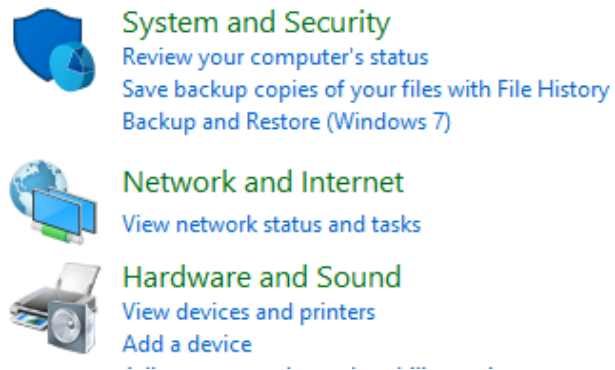 System and Security
Review your computer's status
Save backup copies of your files with File History
Backup and Restore (Windows 7)
Network and Internet
View network status and tasks
Hardware and Sound
View devices and printers
Add a device